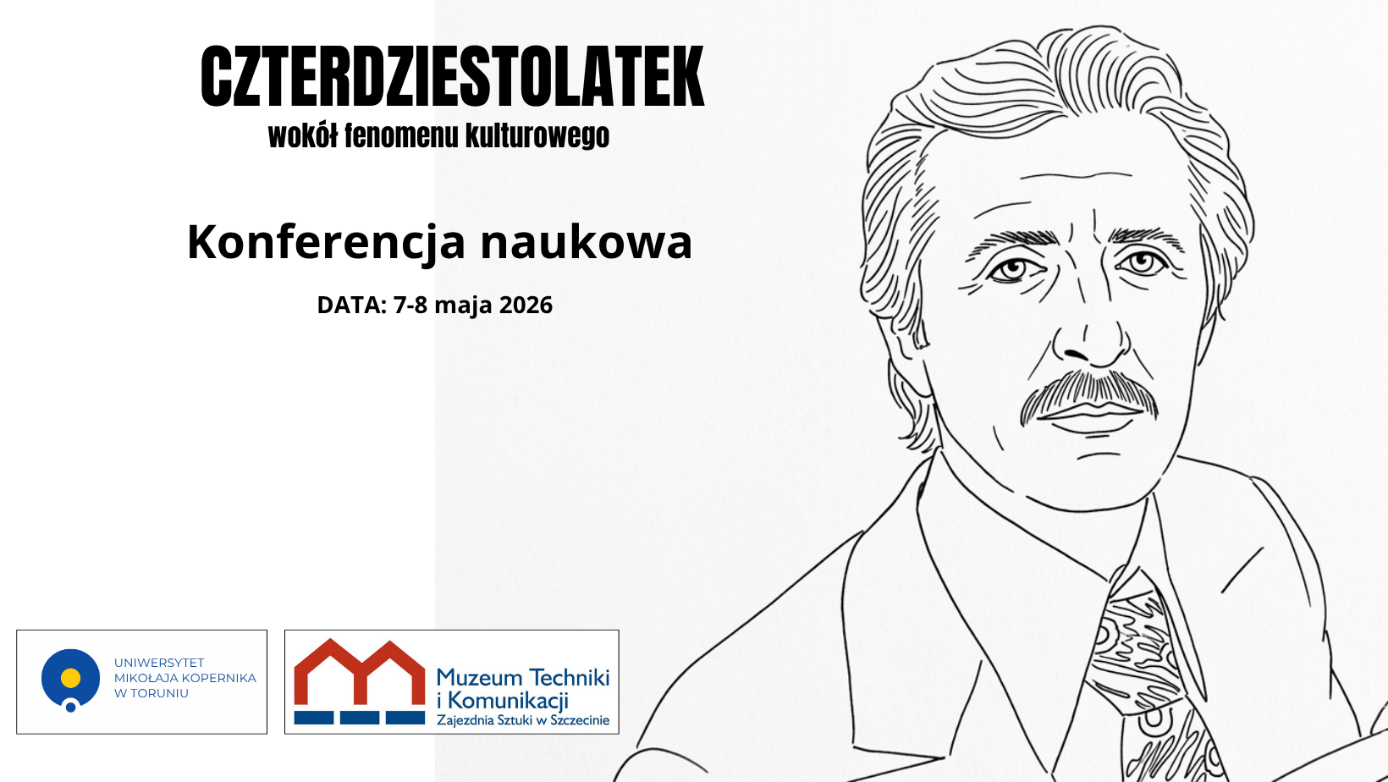 CZTERDZIESTOLATEK
wokół fenomenu kulturowego
Konferencja naukowa
DATA: 7-8 maja 2026
UNIWERSYTET
MIKOŁAJA KOPERNIKA
W TORUNIU
Muzeum Techniki
i Komunikacji
Zajezdnia Sztuki w Szczecinie